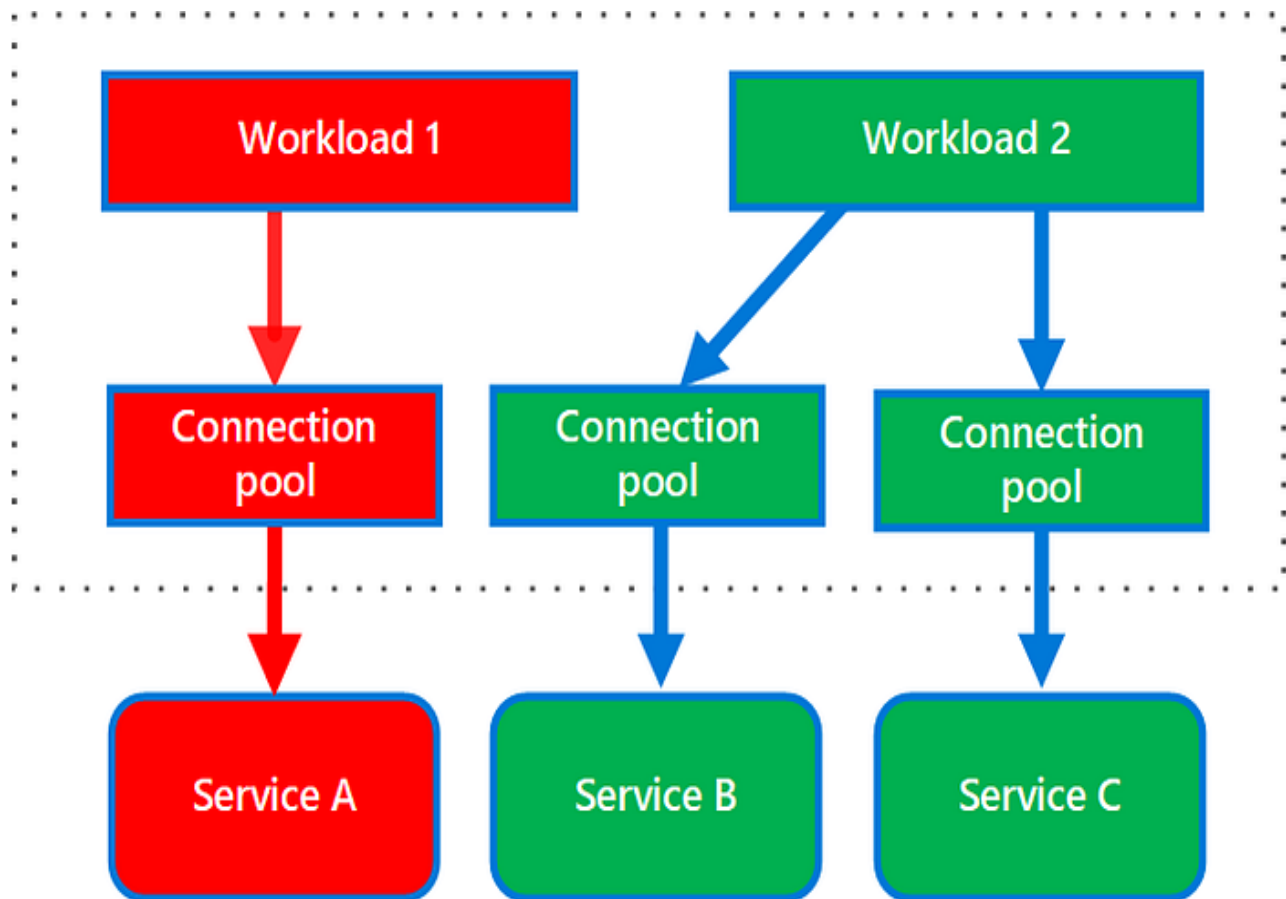 Workload 1
Workload 2
Connection
pool
Connection
pool
Connection
pool
Service A
Service B
Service C